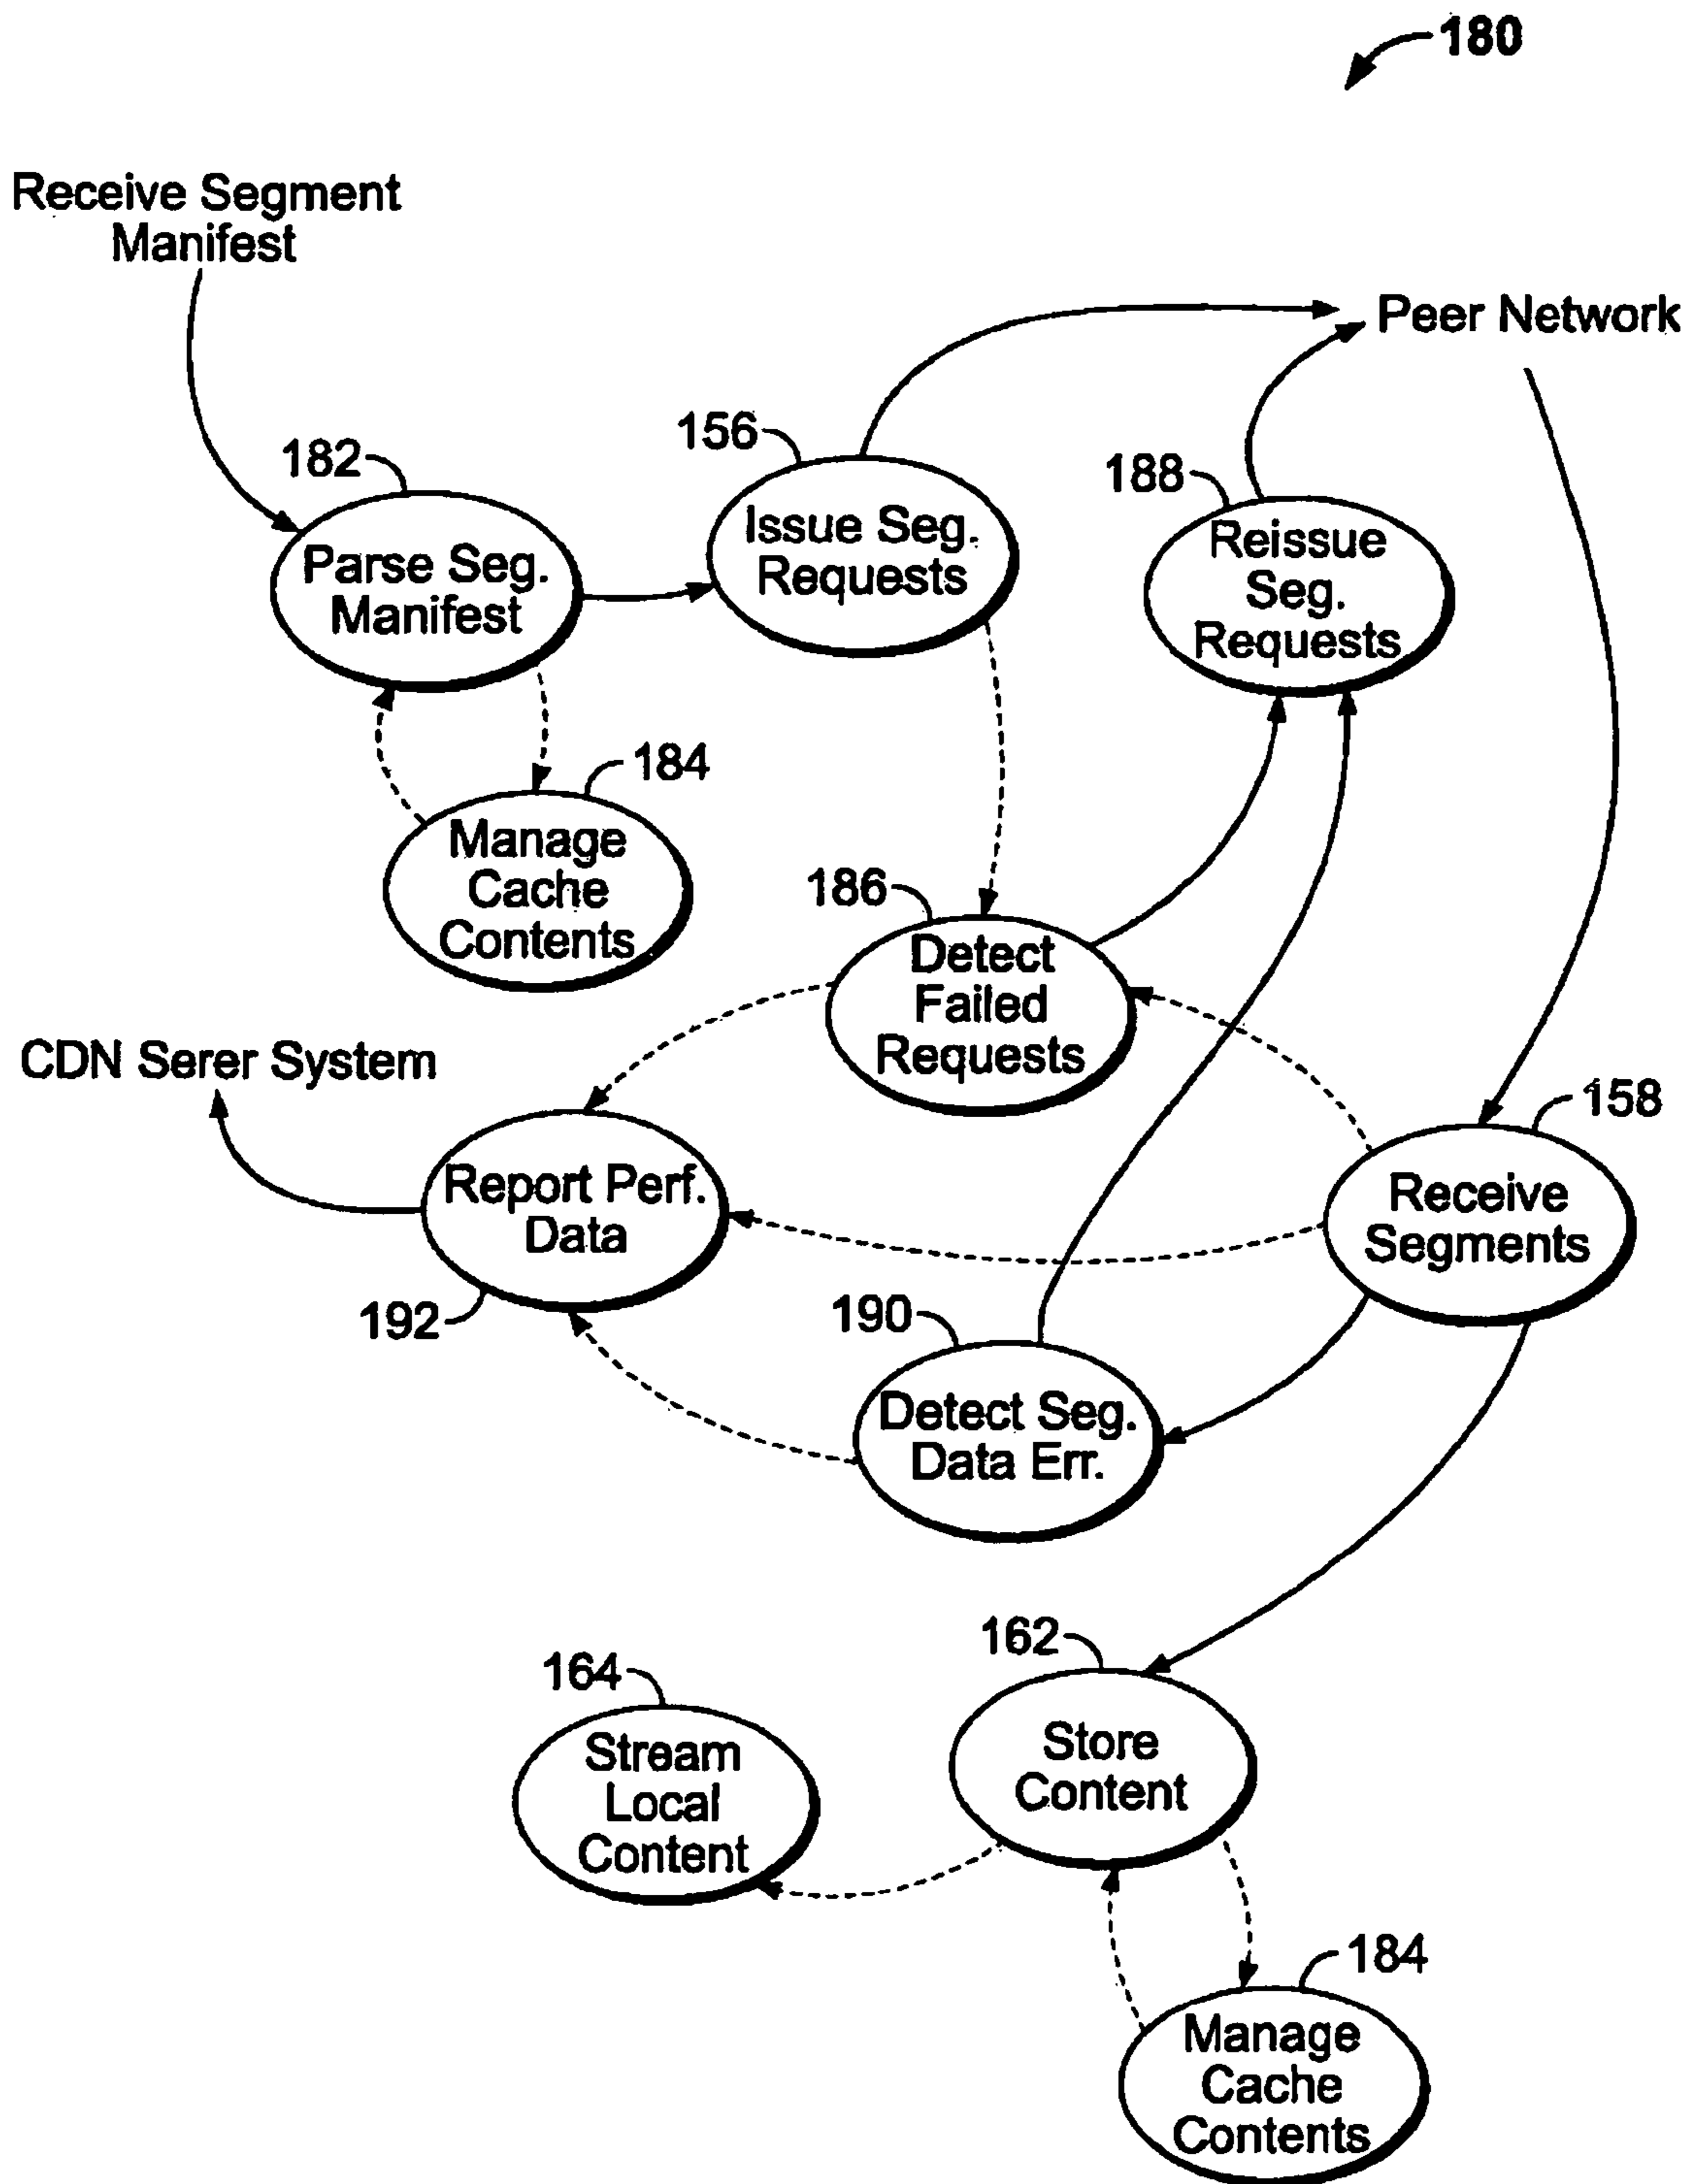 180
Receive Segment
Manifest
Peer Network
156
182
188
Issue Seg.
Requests
Reissue
Seg.
Requests
Parse Seg.
Manifest
184
Manage
Cache
Contents
186
Detect
Failed
Requests
CDN Serer System
158
Report Perf.
Data
Receive
Segments
192
190
Detect Seg.
Data Err.
162
164
Store
Content
Stream
Local
Content
184
Manage
Cache
Contents